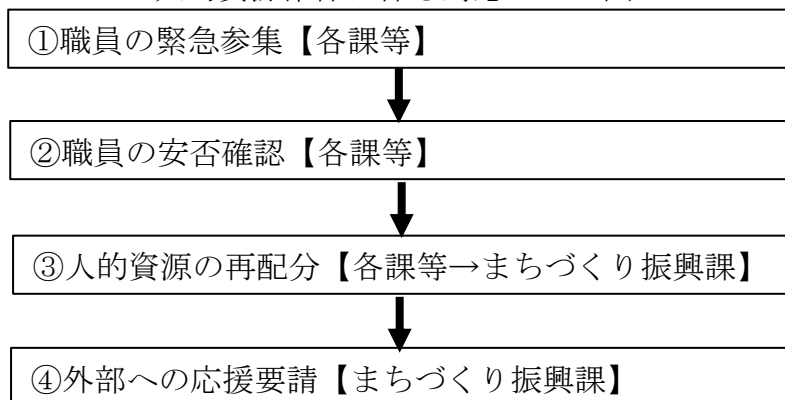 ①職員の緊急参集【各課等】
②職員の安否確認【各課等】
③人的資源の再配分【各課等→まちづくり振興課】
④外部への応援要請【まちづくり振興課】